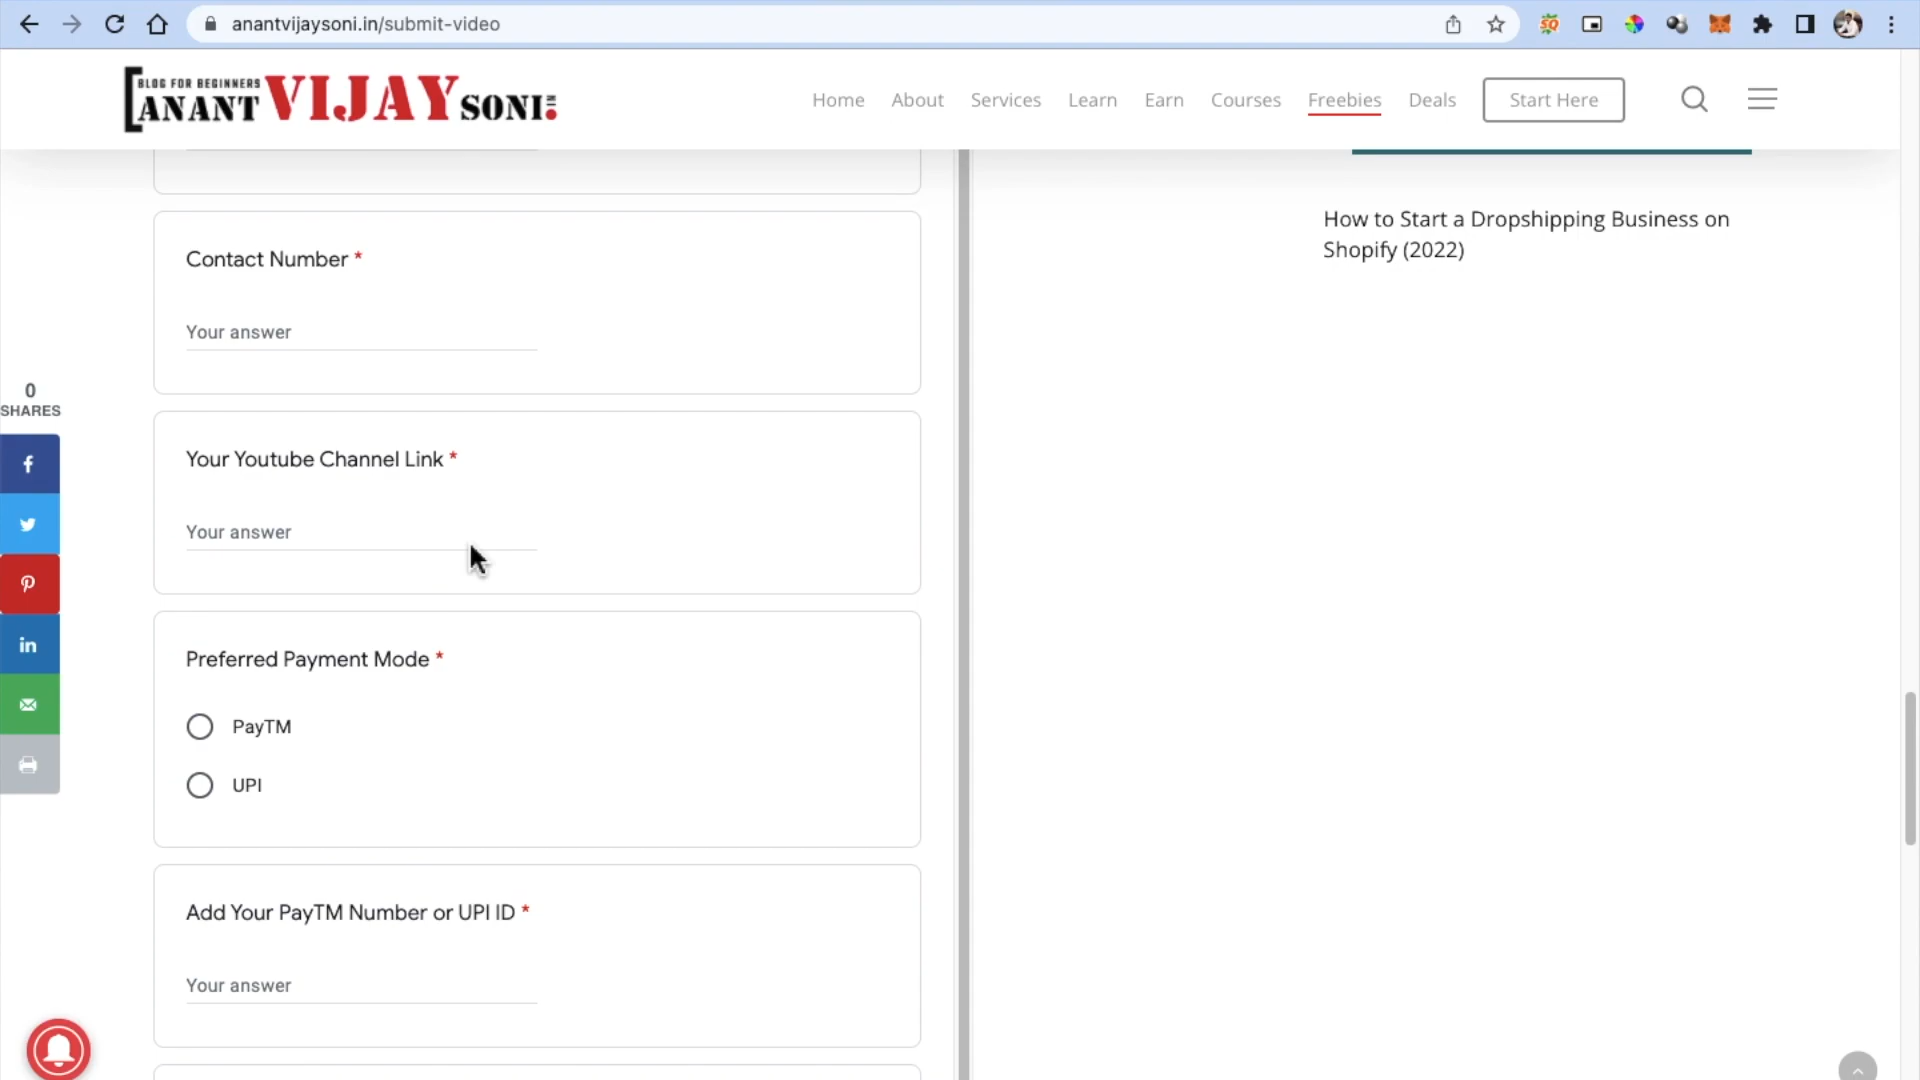 anantvijaysoni.in/submit-video
BLOG FOR BEGINNERS
ANANT VIJAY SONI
IN
Home
About
Services
Learn
Earn
Courses
Freebies
Deals
Start Here
How to Start a Dropshipping Business on
Shopify (2022)
Contact Number *
Your answer
0
SHARES
Your Youtube Channel Link *
Your answer
Preferred Payment Mode *
PayTM
UPI
Add Your PayTM Number or UPI ID *
Your answer